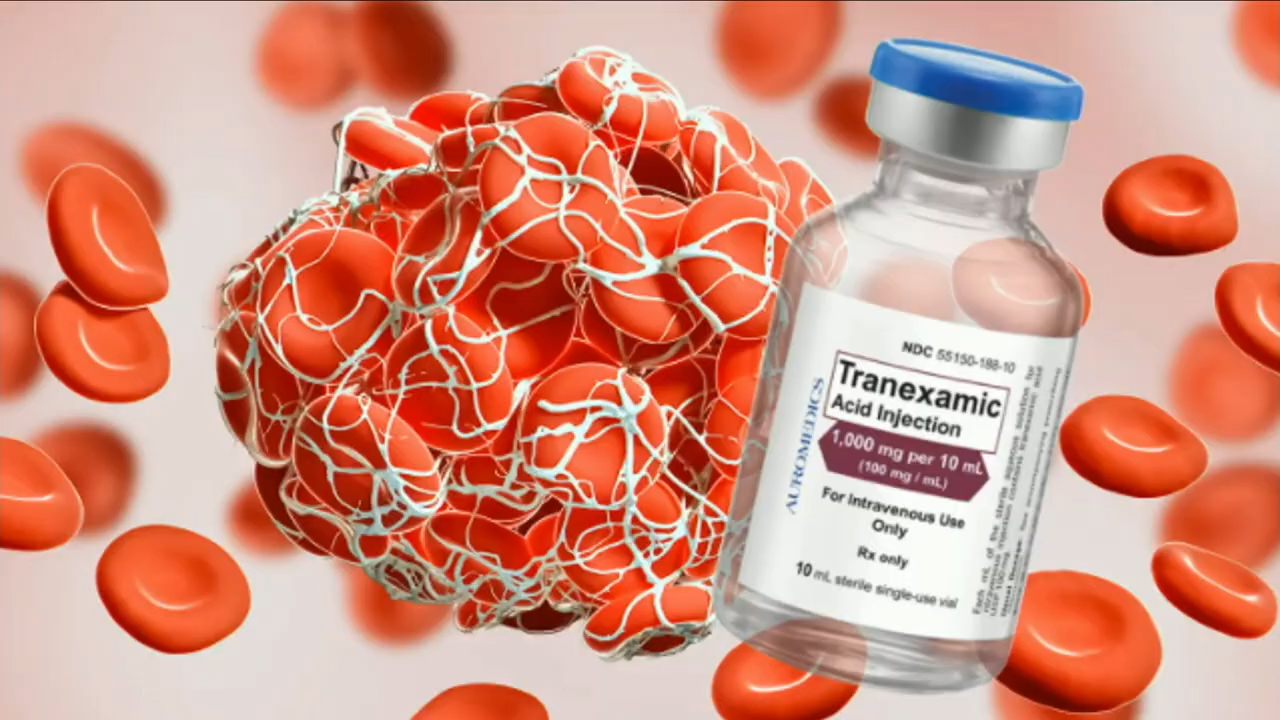 NDC 55150-188-10
Tranexamic
Acid Injection
1,000 mg per 10 mL
(100 mg / mL)
For Intravenous Use
Only
Rx only
10 mL sterile single-use vial
AUROMEDICS